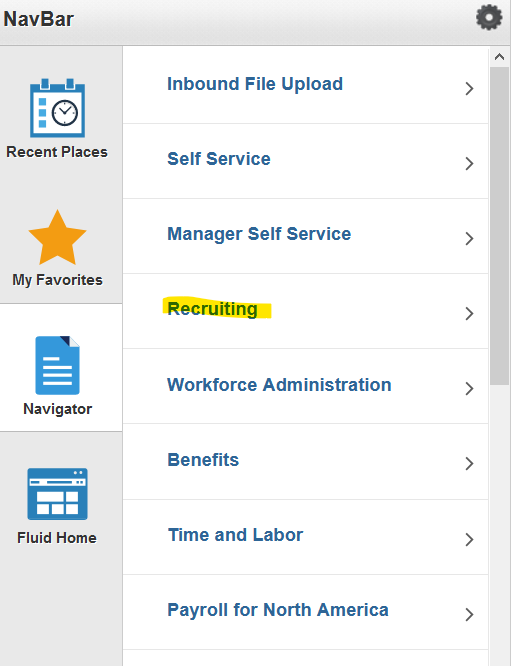 NavBar
Recent Places
My Favorites
Navigator
Fluid Home
Inbound File Upload
Self Service
Manager Self Service
Recruiting
Workforce Administration
Benefits
Time and Labor
Payroll for North America